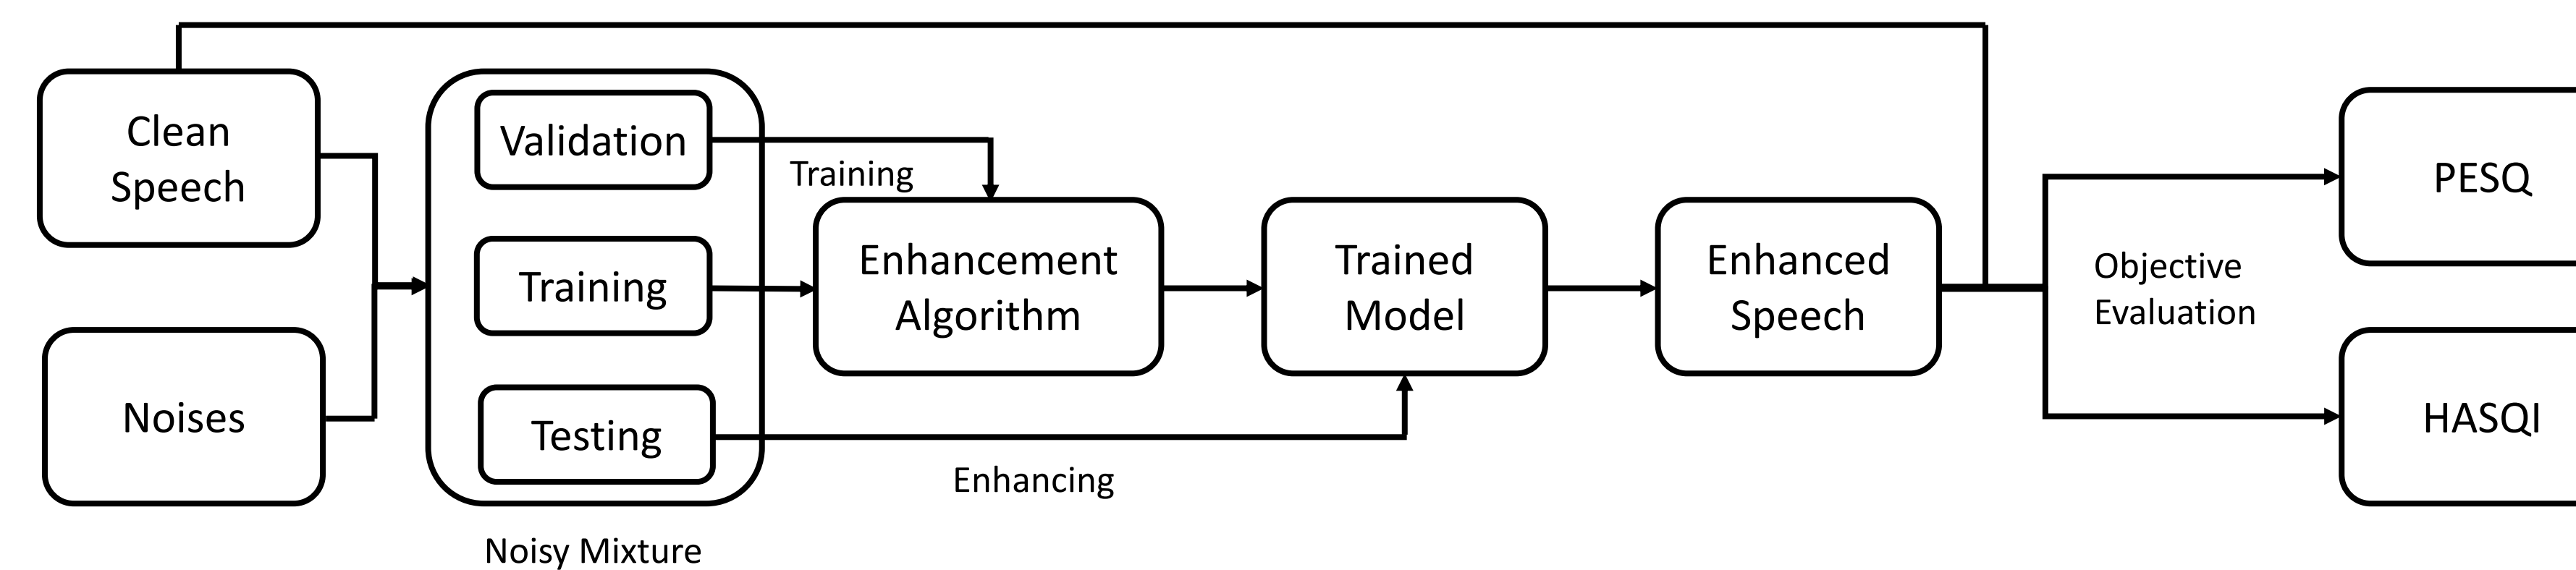 Clean
Speech
Noises
Validation
Training
Testing
Noisy Mixture
Training
Enhancing
Enhancement
Algorithm
Trained
Model
Enhanced
Speech
Objective
Evaluation
PESQ
HASQI